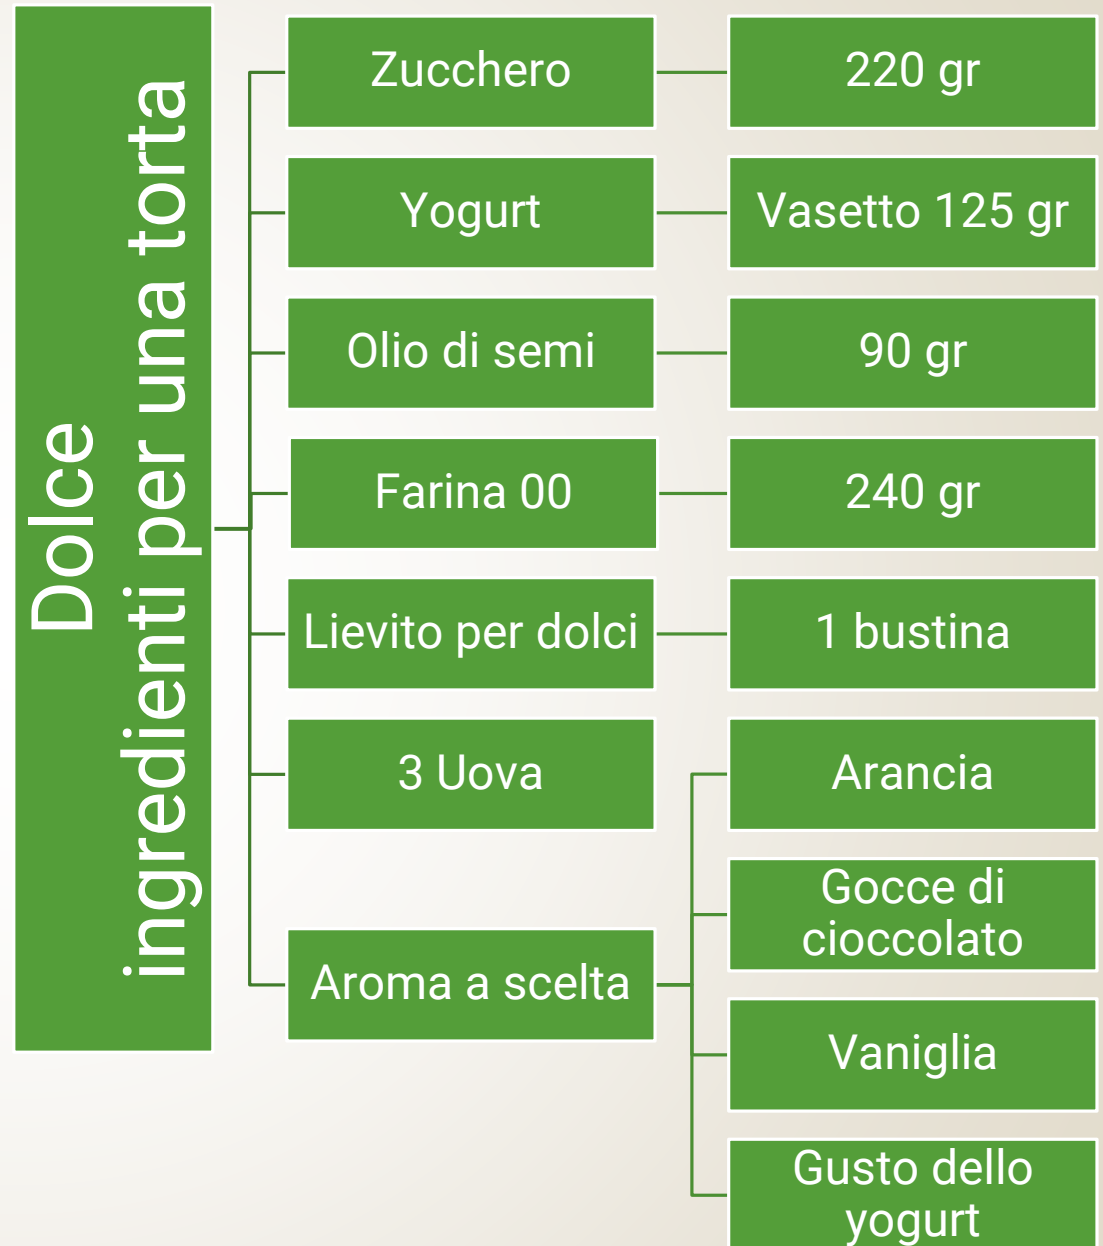 Dolce
ingredienti per una torta
Zucchero
220 gr
Yogurt
Vasetto 125 gr
Olio di semi
90 gr
Farina 00
240 gr
Lievito per dolci
1 bustina
3 Uova
Aroma a scelta
Arancia
Gocce di
cioccolato
Vaniglia
Gusto dello
yogurt